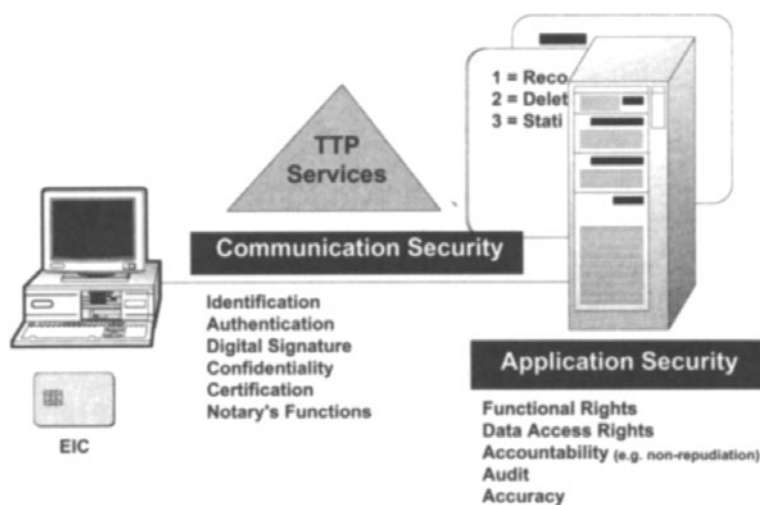 1 = Reco
2 = Delet
3 = Stati
TTP
Services
Communication Security
Identification
Authentication
Digital Signature
Confidentiality
Certification
Notary's Functions
EIC
Application Security
Functional Rights
Data Access Rights
Accountability (e.g. non-repudiation)
Audit
Accuracy